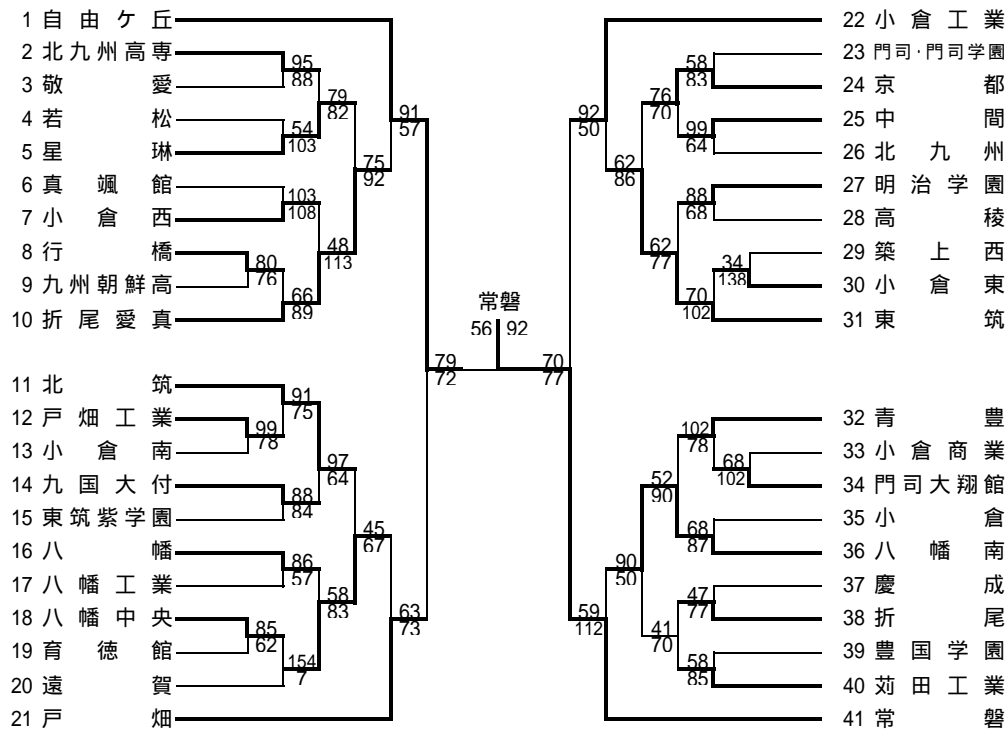 1 自由ケ丘
2 北九州高専
3 敬愛
4 若松
5 星琳
6 真颯館
7 小倉西
8 行橋
9 九州朝鮮高
10 折尾愛真
11 北筑
12 戸畑工業
13 小倉南
14 九国大付
15 東筑紫学園
16 八幡
17 八幡工業
18 八幡中央
19 育徳館
20 遠賀
21 戸畑
95
88
54
103
103
108
80
76
66
89
79
82
48
113
75
92
91
57
91
75
99
78
88
84
86
57
85
62
154
7
97
64
58
83
45
67
63
73
79
72
常磐
56 92
70
77
92
50
62
86
76
70
62
77
58
83
99
64
88
68
34
138
70
102
102
78
68
102
52
90
68
87
90
50
47
77
41
70
58
85
59
112
22 小倉工業
23 門司・門司学園
24 京都
25 中間
26 北九州
27 明治学園
28 高稜
29 築上西
30 小倉東
31 東筑
32 青豊
33 小倉商業
34 門司大翔館
35 小倉
36 八幡南
37 慶成
38 折尾
39 豊国学園
40 苅田工業
41 常磐